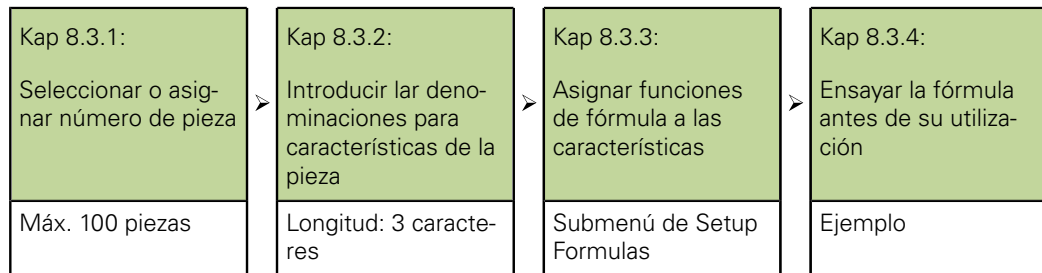 Kap 8.3.1:
Seleccionar o asig-
nar número de pieza
Máx. 100 piezas
Kap 8.3.2:
Introducir lar deno-
minaciones para
características de la
pieza
Longitud: 3 caracte-
res
Kap 8.3.3:
Asignar funciones
de fórmula a las
características
Submenú de Setup
Formulas
Kap 8.3.4:
Ensayar la fórmula
antes de su utiliza-
ción
Ejemplo